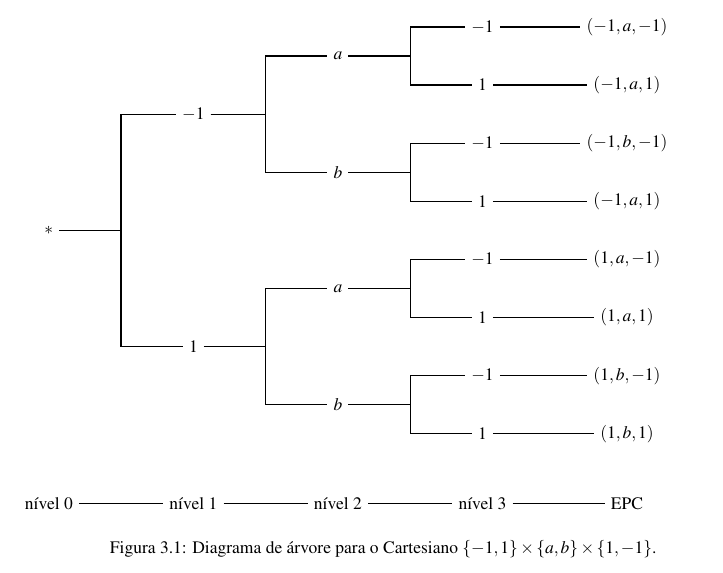 −1 (−1,a,−1)
a
1 (−1,a,1)
−1
−1 (−1,b,−1)
b
1 (−1,a,1)
*
−1 (1,a,−1)
a
1 (1,a,1)
1
−1 (1,b,−1)
b
1 (1,b,1)
nível 0 nível 1 nível 2 nível 3 EPC
Figura 3.1: Diagrama de árvore para o Cartesiano {−1,1}×{a,b}×{1,−1}.